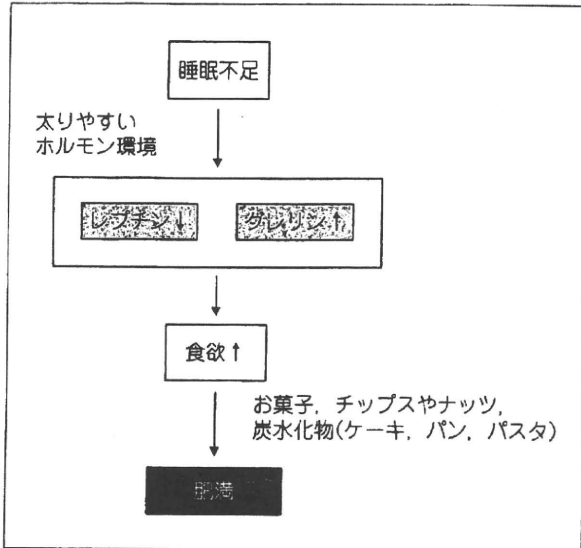 睡眠不足
太りやすい
ホルモン環境
レプチン↓
グレリン↑
食欲↑
お菓子，チップスやナッツ，
炭水化物(ケーキ，パン，パスタ)
肥満